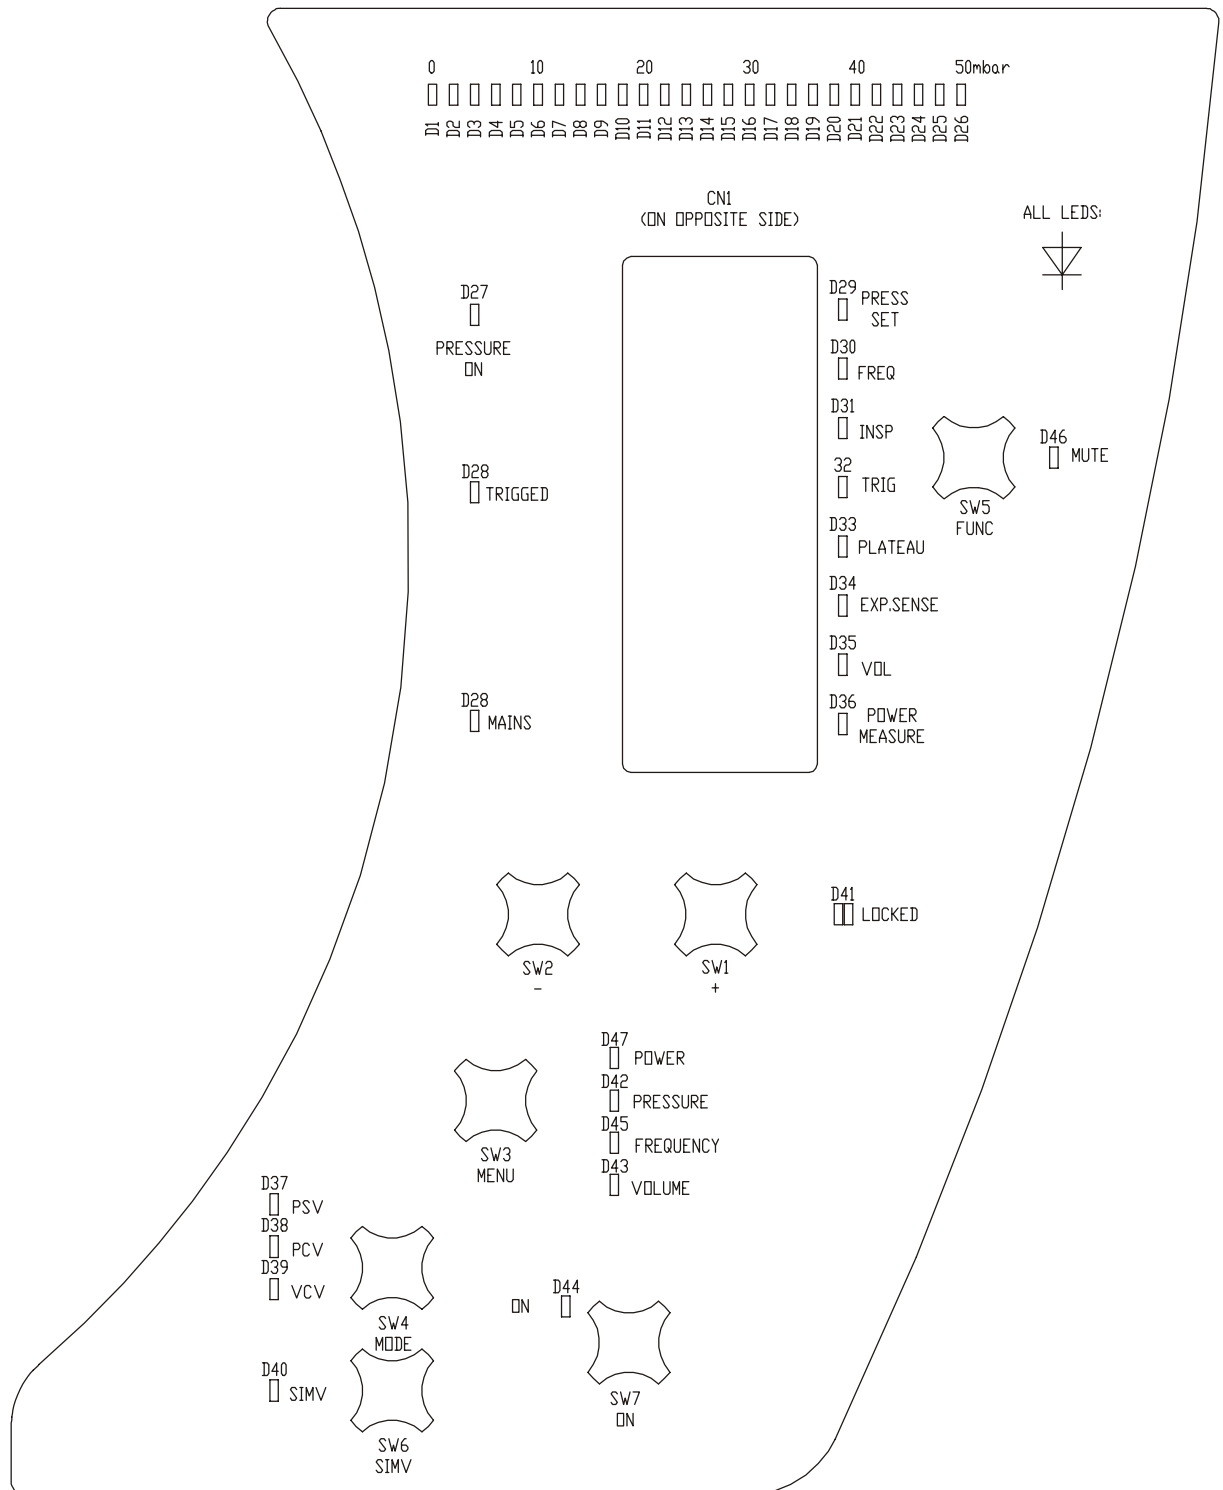 0 10 20 30 40 50mbar
D1 D2 D3 D4 D5 D6 D7 D8 D9 D10 D11 D12 D13 D14 D15 D16 D17 D18 D19 D20 D21 D22 D23 D24 D25 D26
CN1
(ON OPPOSITE SIDE)
ALL LEDS:
D27
PRESSURE
ON
D29
PRESS
SET
D30
FREQ
D31
INSP
D46
MUTE
D28
TRIGGED
32
TRIG
SW5
FUNC
D33
PLATEAU
D34
EXP.SENSE
D35
VOL
D28
MAINS
D36
POWER
MEASURE
SW2
-
SW1
+
D41
LOCKED
D47
POWER
D42
PRESSURE
D45
FREQUENCY
D43
VOLUME
SW3
MENU
D37
PSV
D38
PCV
D39
VCV
SW4
MODE
ON
D44
D40
SIMV
SW6
SIMV
SW7
ON